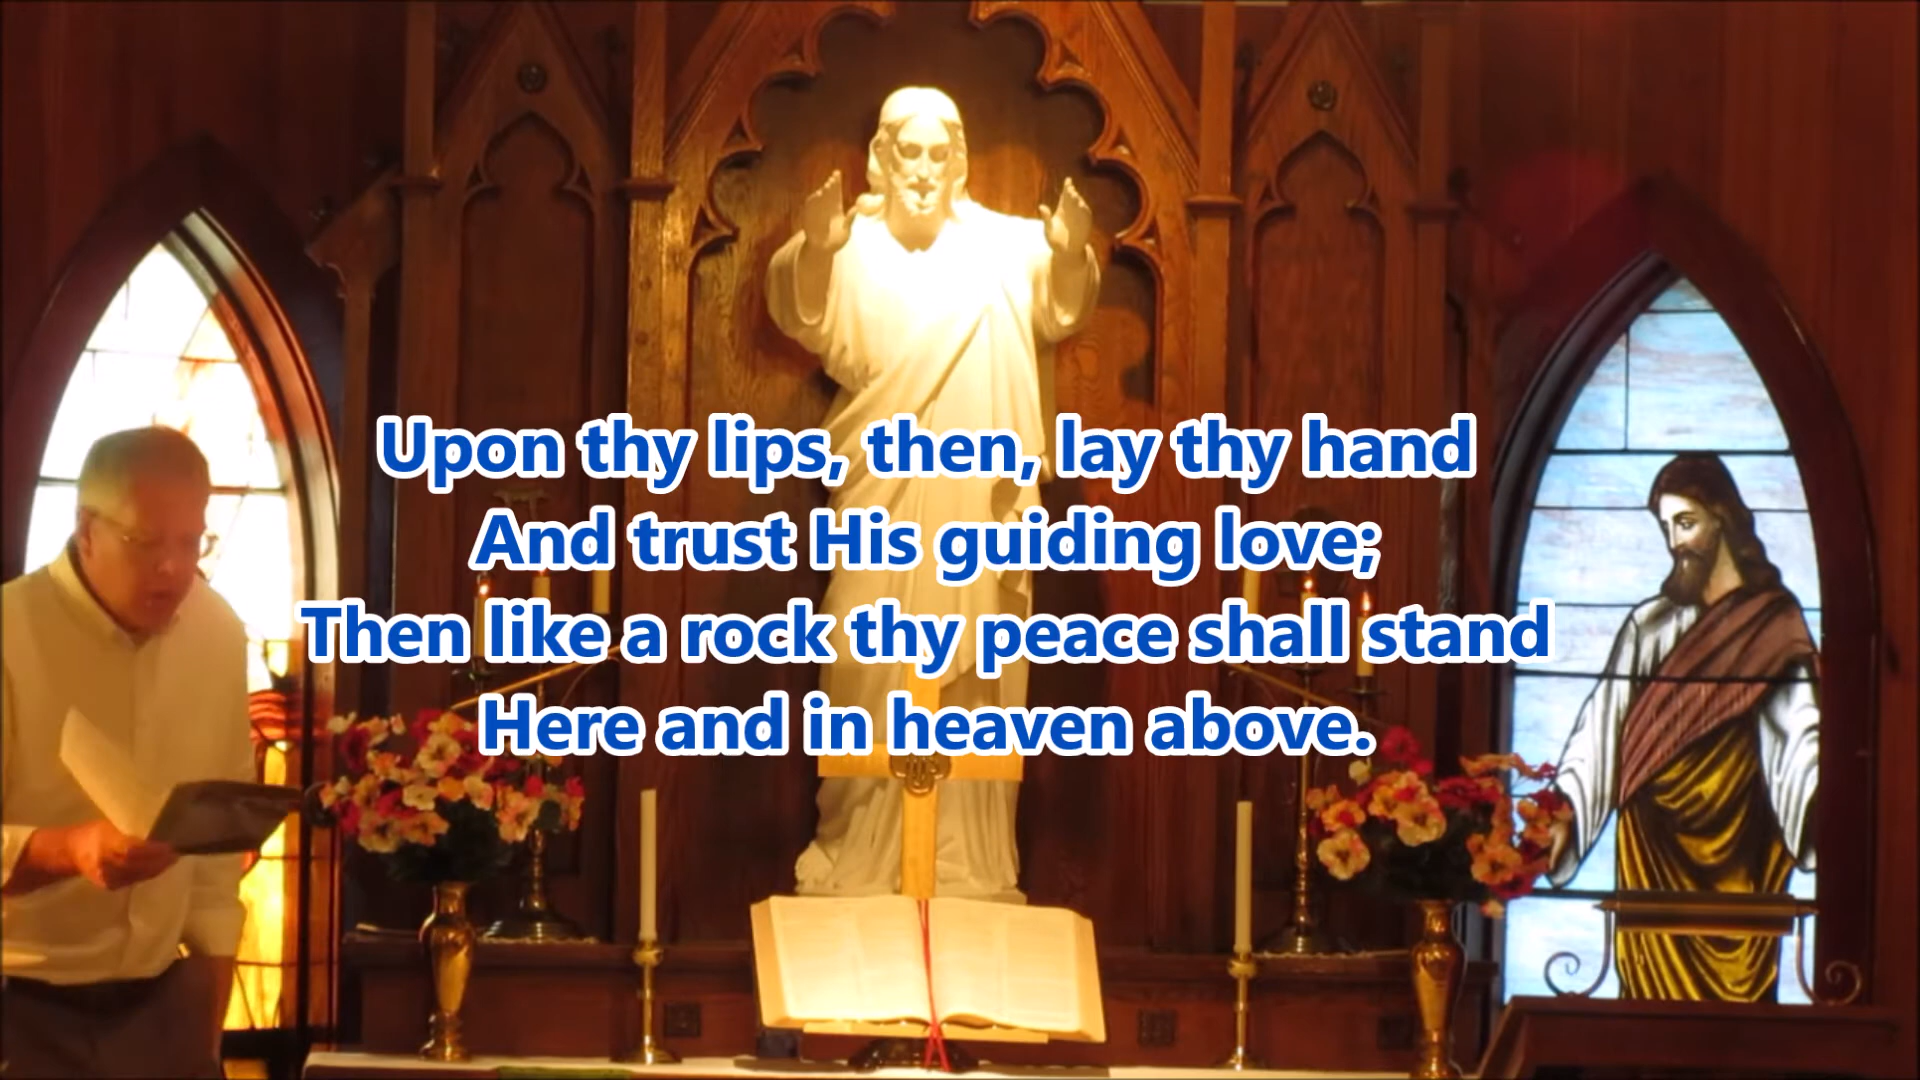 Upon thy lips, then, lay thy hand
And trust His guiding love;
Then like a rock thy peace shall stand
Here and in heaven above.